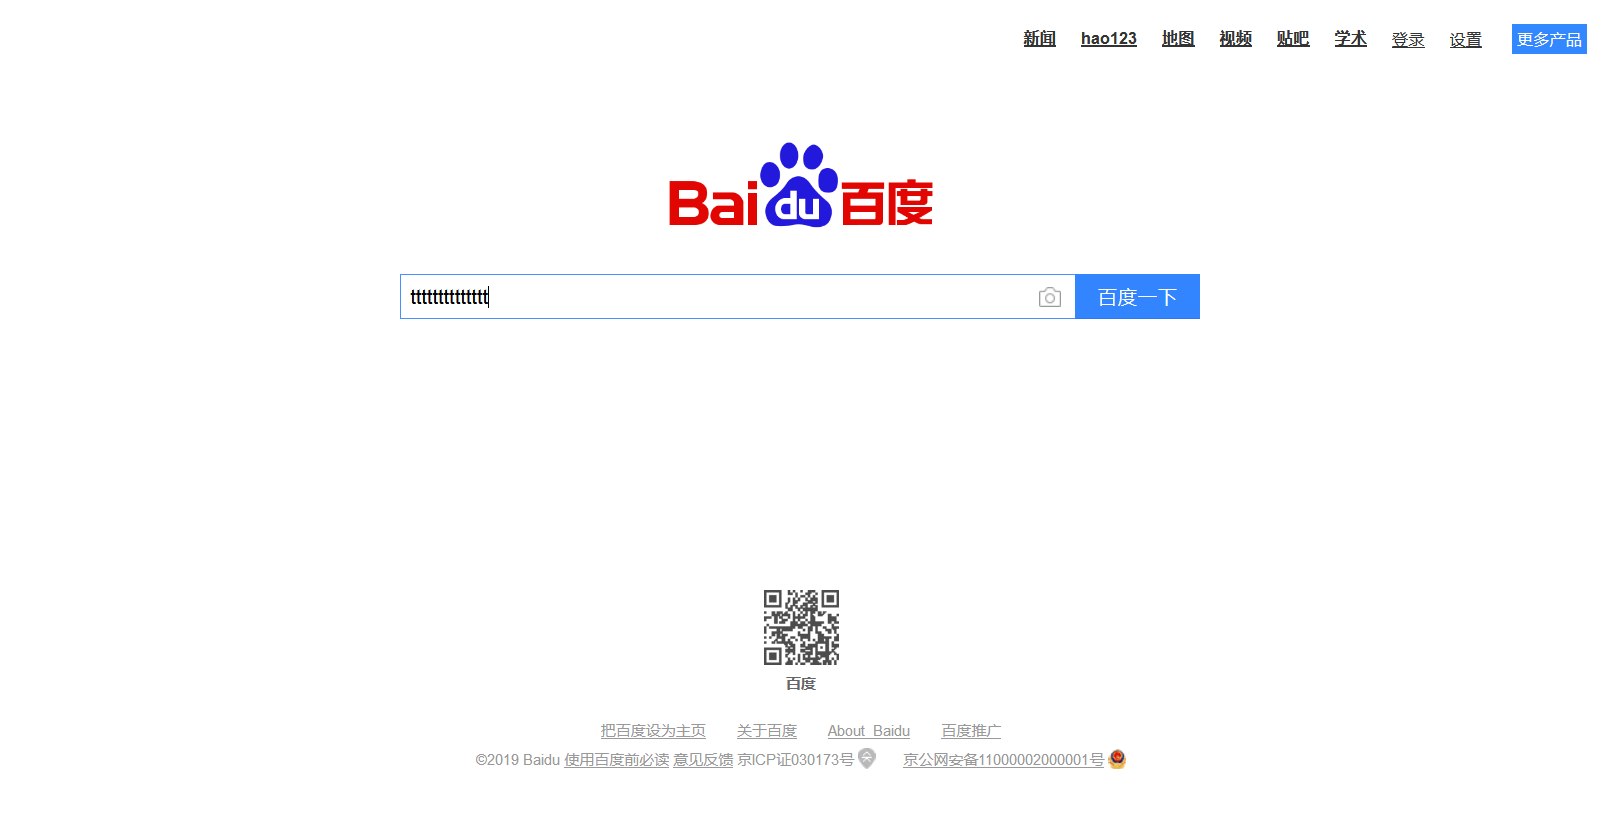 新闻 hao123 地图 视频 贴吧 学术 登录 设置 更多产品
Bai du 百度
tttttttttttttt 百度一下
百度
把百度设为主页 关于百度 About Baidu 百度推广
©2019 Baidu 使用百度前必读 意见反馈 京ICP证030173号 京公网安备11000002000001号